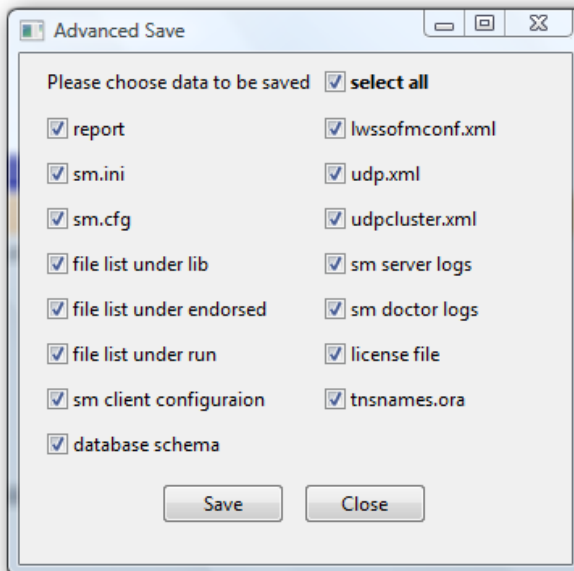 Advanced Save
Please choose data to be saved select all
report lwssofmconf.xml
sm.ini udp.xml
sm.cfg udpcluster.xml
file list under lib sm server logs
file list under endorsed sm doctor logs
file list under run license file
sm client configuraion tnsnames.ora
database schema
Save Close